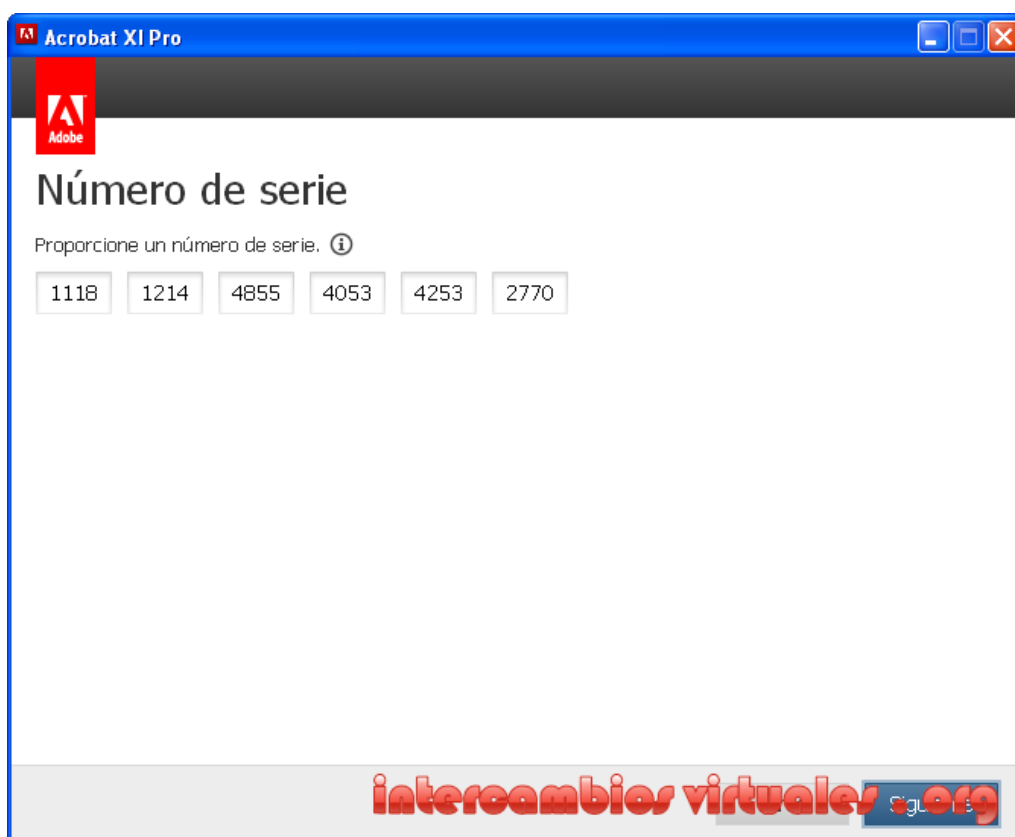 Acrobat XI Pro
Adobe
Número de serie
Proporcione un número de serie.
1118 1214 4855 4053 4253 2770
intercambios virtuales . org